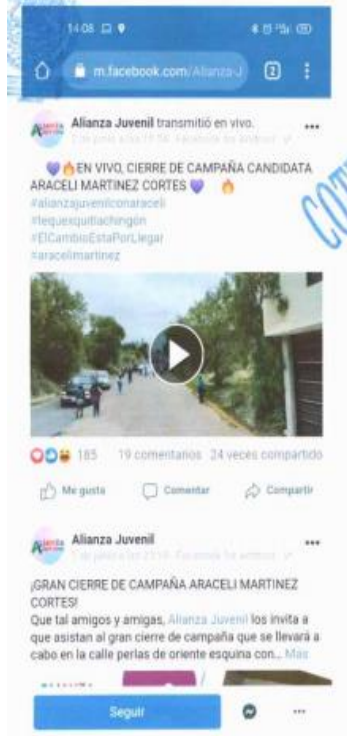 14:08
m.facebook.com/Alianza-J
2
Alianza Juvenil transmitió en vivo.
EN VIVO, CIERRE DE CAMPAÑA CANDIDATA
ARACELI MARTINEZ CORTES
#alianzajuvenilconaraceli
#tequexquitlachingón
#ElCambioEstaPorLlegar
#aracelimartinez
185 19 comentarios 24 veces compartido
Me gusta Comentar Compartir
Alianza Juvenil
¡GRAN CIERRE DE CAMPAÑA ARACELI MARTINEZ
CORTES!
Que tal amigos y amigas, Alianza Juvenil los invita a
que asistan al gran cierre de campaña que se llevará a
cabo en la calle perlas de oriente esquina con... Más
Seguir